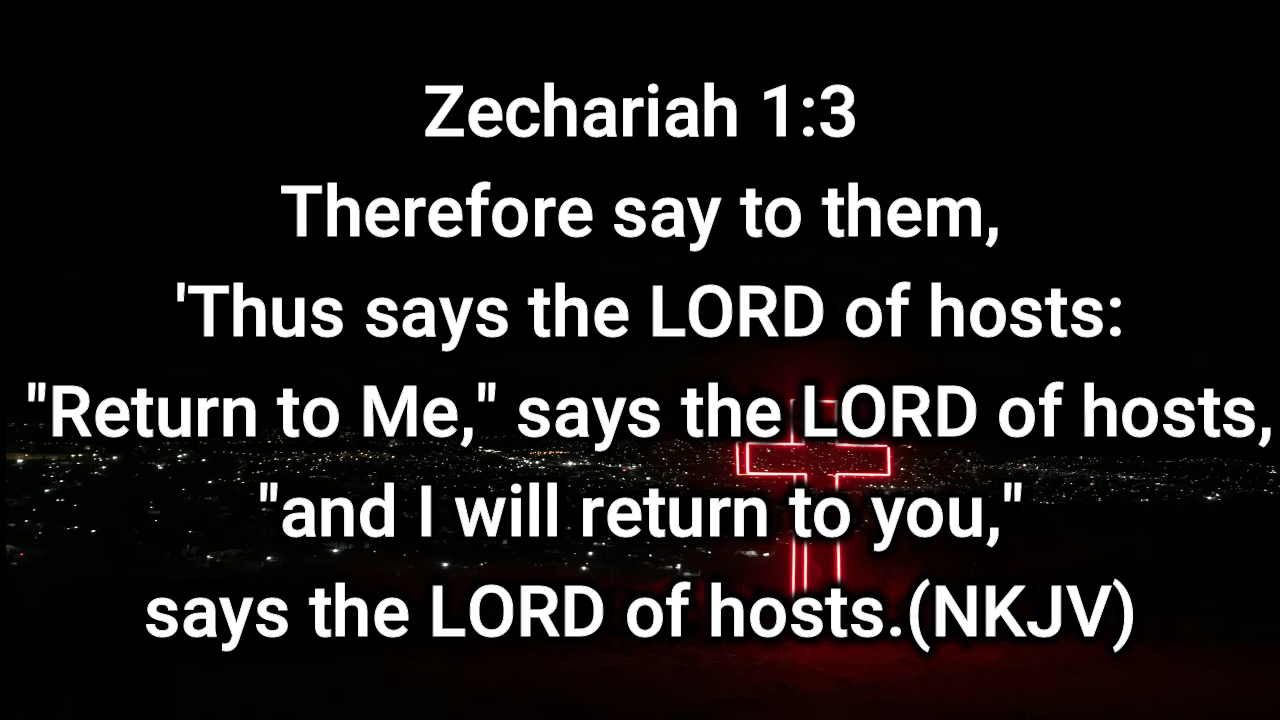 Zechariah 1:3
Therefore say to them,
'Thus says the LORD of hosts:
"Return to Me," says the LORD of hosts,
"and I will return to you,"
says the LORD of hosts.(NKJV)